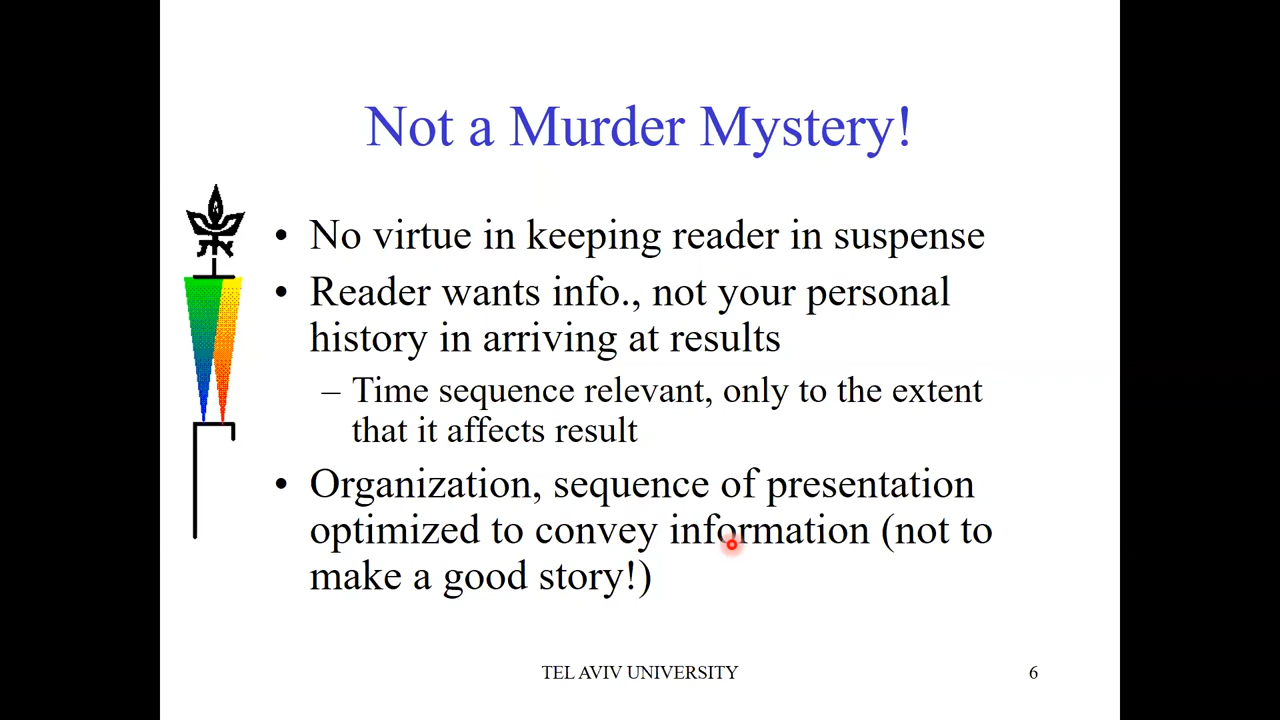 Not a Murder Mystery!
• No virtue in keeping reader in suspense
• Reader wants info., not your personal
history in arriving at results
– Time sequence relevant, only to the extent
that it affects result
• Organization, sequence of presentation
optimized to convey information (not to
make a good story!)
TEL AVIV UNIVERSITY
6